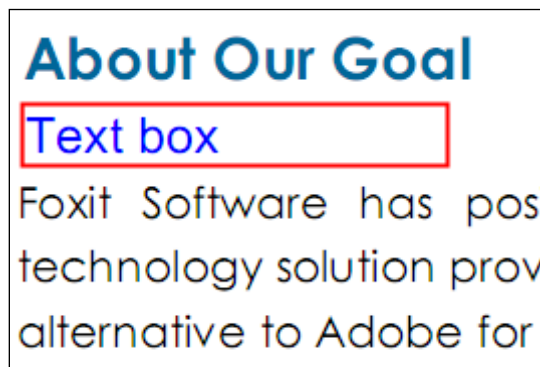 About Our Goal
Text box
Foxit Software has pos
technology solution prov
alternative to Adobe for